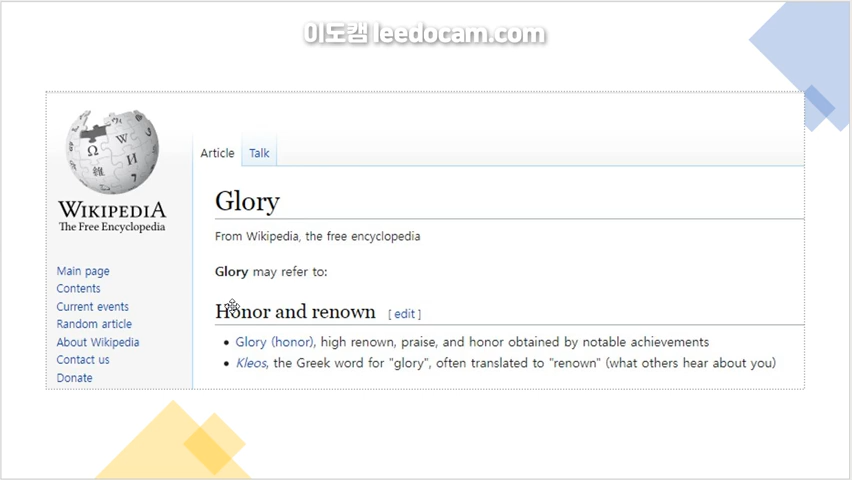 이도캠 leedocam.com
Article Talk
WIKIPEDIA
The Free Encyclopedia
Glory
From Wikipedia, the free encyclopedia
Glory may refer to:
Main page
Contents
Current events
Random article
About Wikipedia
Contact us
Donate
Honor and renown [ edit ]
• Glory (honor), high renown, praise, and honor obtained by notable achievements
• Kleos, the Greek word for "glory", often translated to "renown" (what others hear about you)